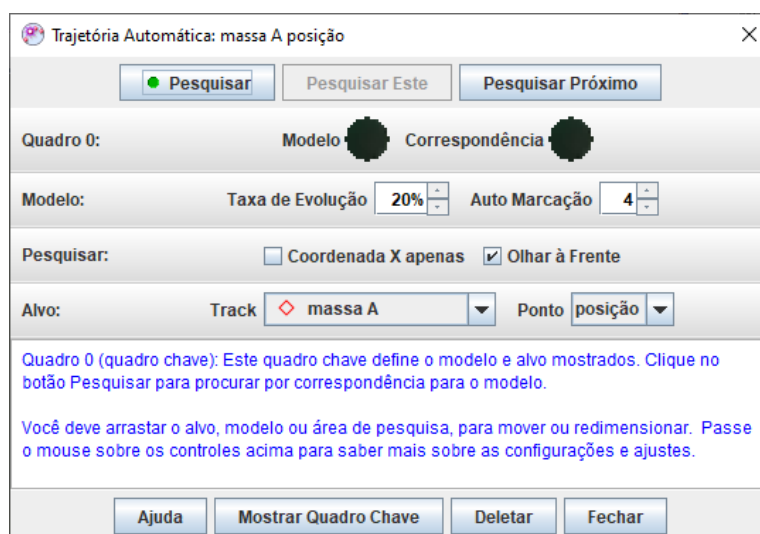 Trajetória Automática: massa A posição
Pesquisar Pesquisar Este Pesquisar Próximo
Quadro 0: Modelo Correspondência
Modelo: Taxa de Evolução 20% Auto Marcação 4
Pesquisar: Coordenada X apenas Olhar à Frente
Alvo: Track massa A Ponto posição
Quadro 0 (quadro chave): Este quadro chave define o modelo e alvo mostrados. Clique no
botão Pesquisar para procurar por correspondência para o modelo.
Você deve arrastar o alvo, modelo ou área de pesquisa, para mover ou redimensionar. Passe
o mouse sobre os controles acima para saber mais sobre as configurações e ajustes.
Ajuda Mostrar Quadro Chave Deletar Fechar